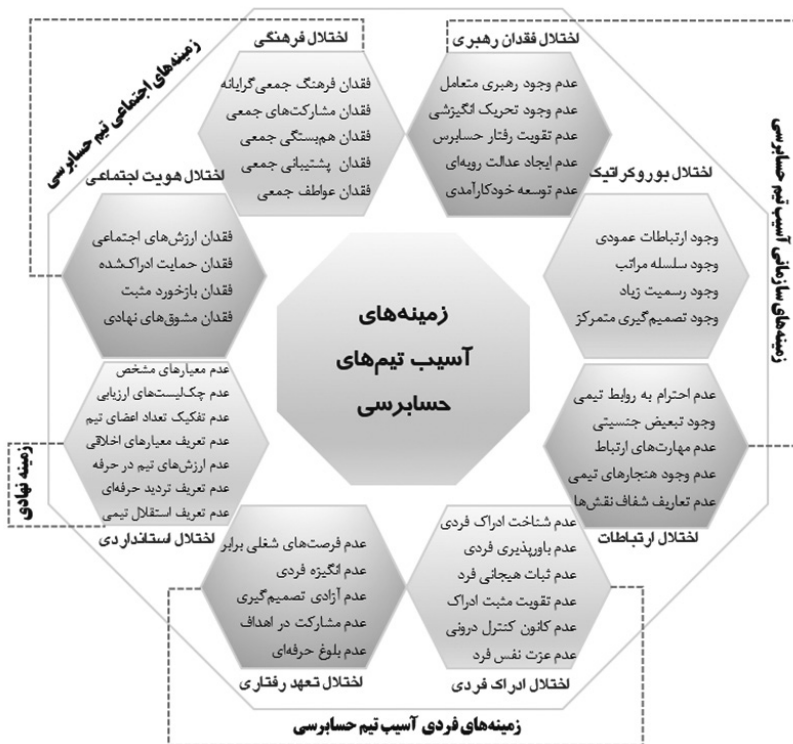 اختلال فقدان رهبری
عدم وجود رهبری متعامل
عدم وجود تحریک انگیزشی
عدم تقویت رفتار حسابرس
عدم ایجاد عدالت رویه‌ای
عدم توسعه خودکارآمدی
اختلال فرهنگی
فقدان فرهنگ جمعی‌گرایانه
فقدان مشارکت‌های جمعی
فقدان هم‌بستگی جمعی
فقدان پشتیبانی جمعی
فقدان عواطف جمعی
زمینه‌های اجتماعی تیم حسابرسی
زمینه‌های سازمانی آسیب تیم حسابرسی
اختلال بوروکراتیک
وجود ارتباطات عمودی
وجود سلسله مراتب
وجود رسمیت زیاد
وجود تصمیم‌گیری متمرکز
اختلال هویت اجتماعی
فقدان ارزش‌های اجتماعی
فقدان حمایت ادراک‌شده
فقدان بازخورد مثبت
فقدان مشوق‌های نهادی
زمینه‌های
آسیب تیم‌های
حسابرسی
عدم احترام به روابط تیمی
وجود تبعیض جنسیتی
عدم مهارت‌های ارتباط
عدم وجود هنجارهای تیمی
عدم تعاریف شفاف نقش‌ها
اختلال ارتباطات
عدم معیارهای مشخص
عدم چک‌لیست‌های ارزیابی
عدم تفکیک تعداد اعضای تیم
عدم تعریف معیارهای اخلاقی
عدم ارزش‌های تیم در حرفه
عدم تعریف تردید حرفه‌ای
عدم تعریف استقلال تیمی
اختلال استانداردی
زمینه نهادی
عدم شناخت ادراک فردی
عدم باورپذیری فردی
عدم ثبات هیجانی فرد
عدم تقویت مثبت ادراک
عدم کانون کنترل درونی
عدم عزت نفس فرد
اختلال ادراک فردی
عدم فرصت‌های شغلی برابر
عدم انگیزه فردی
عدم آزادی تصمیم‌گیری
عدم مشارکت در اهداف
عدم بلوغ حرفه‌ای
اختلال تعهد رفتاری
زمینه‌های فردی آسیب تیم حسابرسی